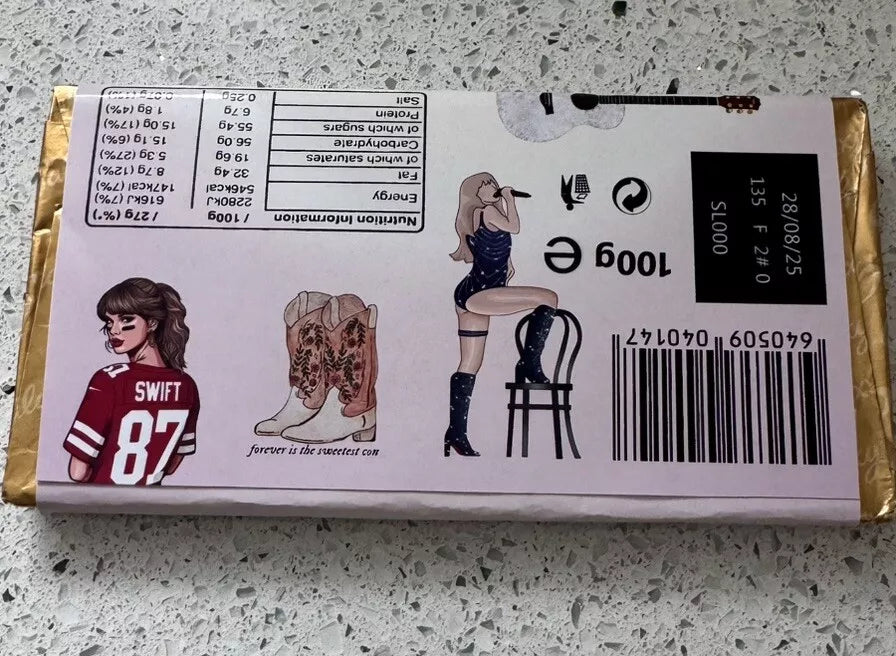 Nutrition Information / 100g / 27g (%*)
Energy 2280kJ 616kJ (7%)
546kcal 147kcal (7%)
Fat 32.4g 8.7g (12%)
of which saturates 19.6g 5.3g (27%)
Carbohydrate 56.0g 15.1g (6%)
of which sugars 55.4g 15.0g (17%)
Protein 6.7g 1.8g (4%)
Salt 0.25g
100g e
28/08/25
135 F 2# 0
SL000
640509 040147
SWIFT
87
87
forever is the sweetest con